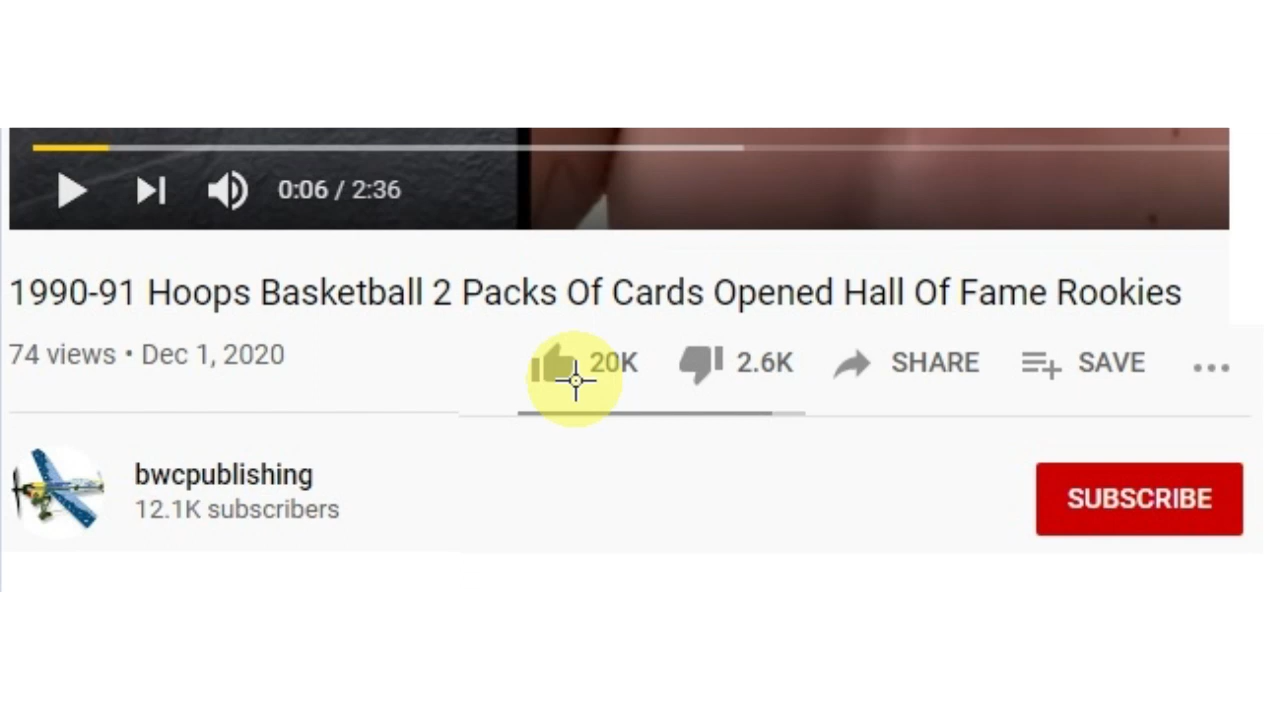 0:06 / 2:36
1990-91 Hoops Basketball 2 Packs Of Cards Opened Hall Of Fame Rookies
74 views • Dec 1, 2020
20K 2.6K SHARE SAVE
bwcpublishing
12.1K subscribers
SUBSCRIBE